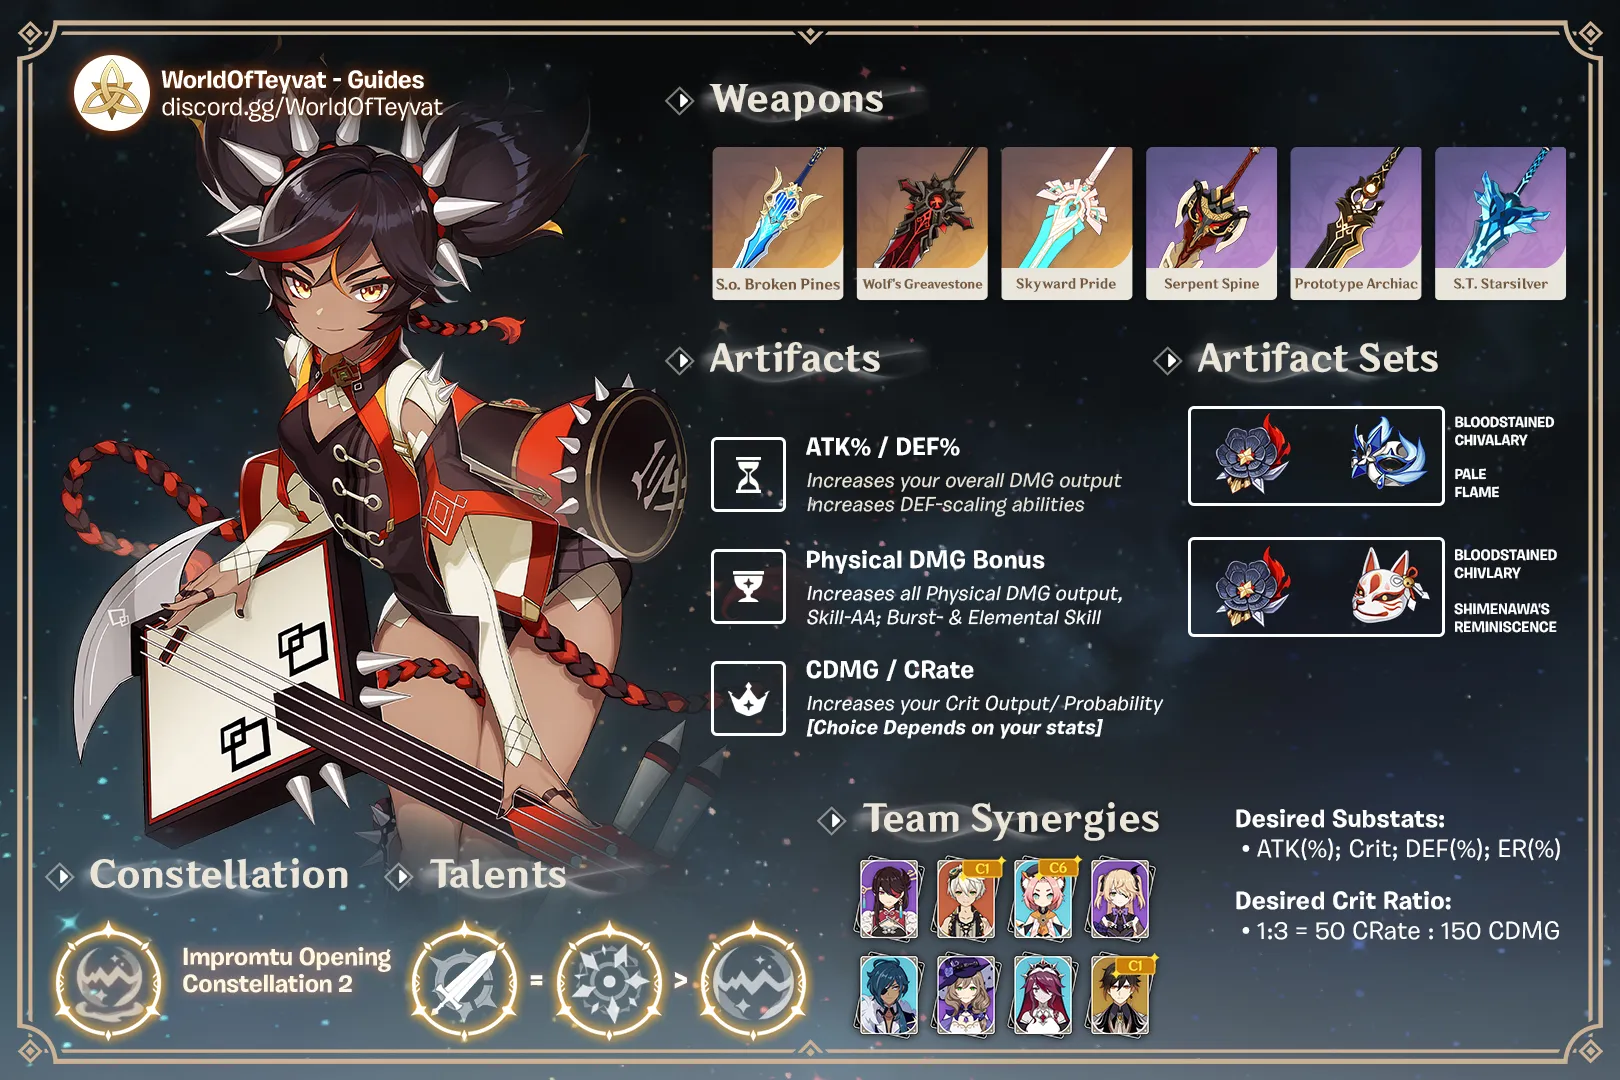 WorldOfTeyvat - Guides
discord.gg/WorldOfTeyvat
Weapons
S.o. Broken Pines
Wolf's Greavestone
Skyward Pride
Serpent Spine
Prototype Archiac
S.T. Starsilver
Artifacts
ATK% / DEF%
Increases your overall DMG output
Increases DEF-scaling abilities
Physical DMG Bonus
Increases all Physical DMG output,
Skill-AA; Burst- & Elemental Skill
CDMG / CRate
Increases your Crit Output/ Probability
[Choice Depends on your stats]
Artifact Sets
BLOODSTAINED
CHIVALARY
PALE
FLAME
BLOODSTAINED
CHIVLARY
SHIMENAWA'S
REMINISCENCE
Constellation
Impromtu Opening
Constellation 2
Talents
=
>
Team Synergies
C1
C6
C1
Desired Substats:
• ATK(%); Crit; DEF(%); ER(%)
Desired Crit Ratio:
• 1:3 = 50 CRate : 150 CDMG